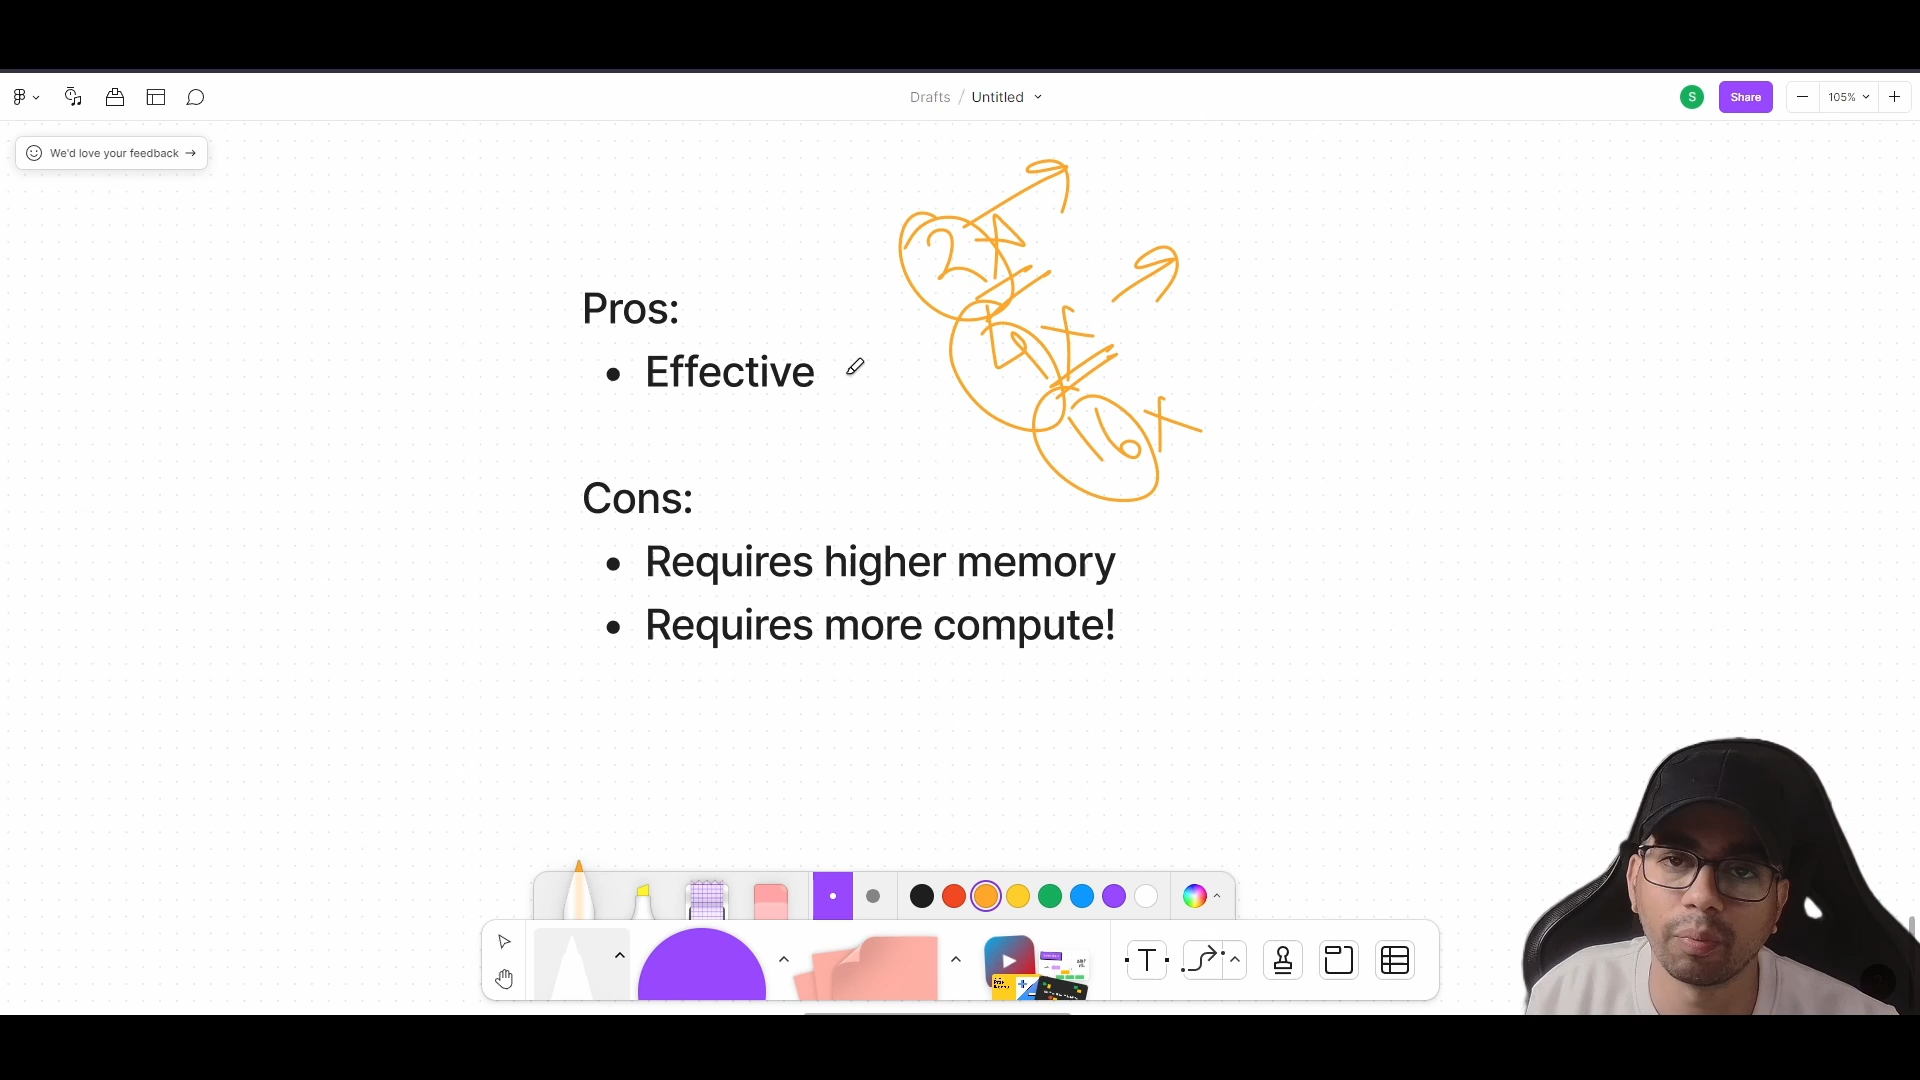 Drafts / Untitled
S
Share
105%
We'd love your feedback →
2x
4x
16x
Pros:
• Effective
Cons:
• Requires higher memory
• Requires more compute!
T